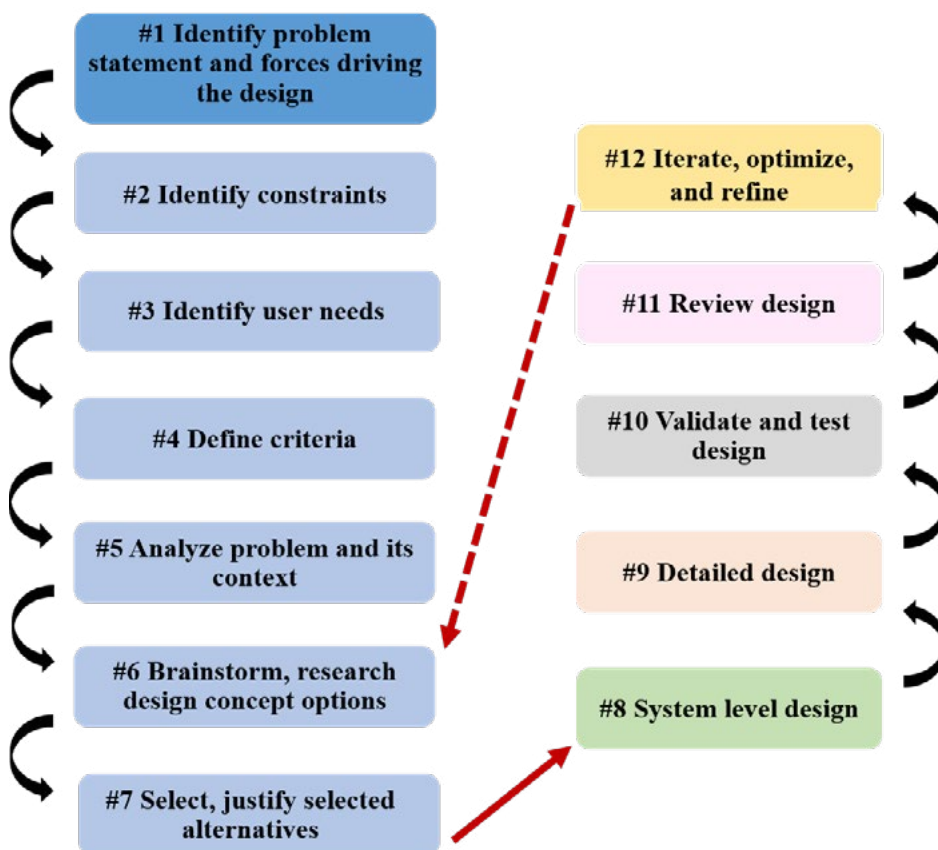 #1 Identify problem
statement and forces driving
the design
#2 Identify constraints
#3 Identify user needs
#4 Define criteria
#5 Analyze problem and its
context
#6 Brainstorm, research
design concept options
#7 Select, justify selected
alternatives
#12 Iterate, optimize,
and refine
#11 Review design
#10 Validate and test
design
#9 Detailed design
#8 System level design